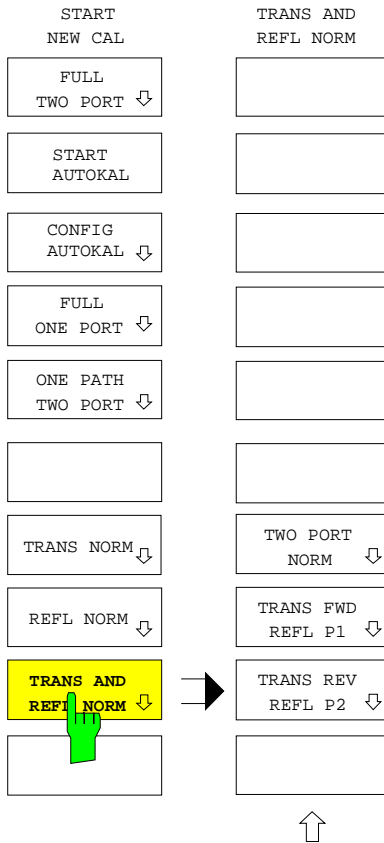 START
NEW CAL
FULL
TWO PORT
START
AUTOKAL
CONFIG
AUTOKAL
FULL
ONE PORT
ONE PATH
TWO PORT
TRANS NORM
REFL NORM
TRANS AND
REFL NORM
TRANS AND
REFL NORM
TWO PORT
NORM
TRANS FWD
REFL P1
TRANS REV
REFL P2